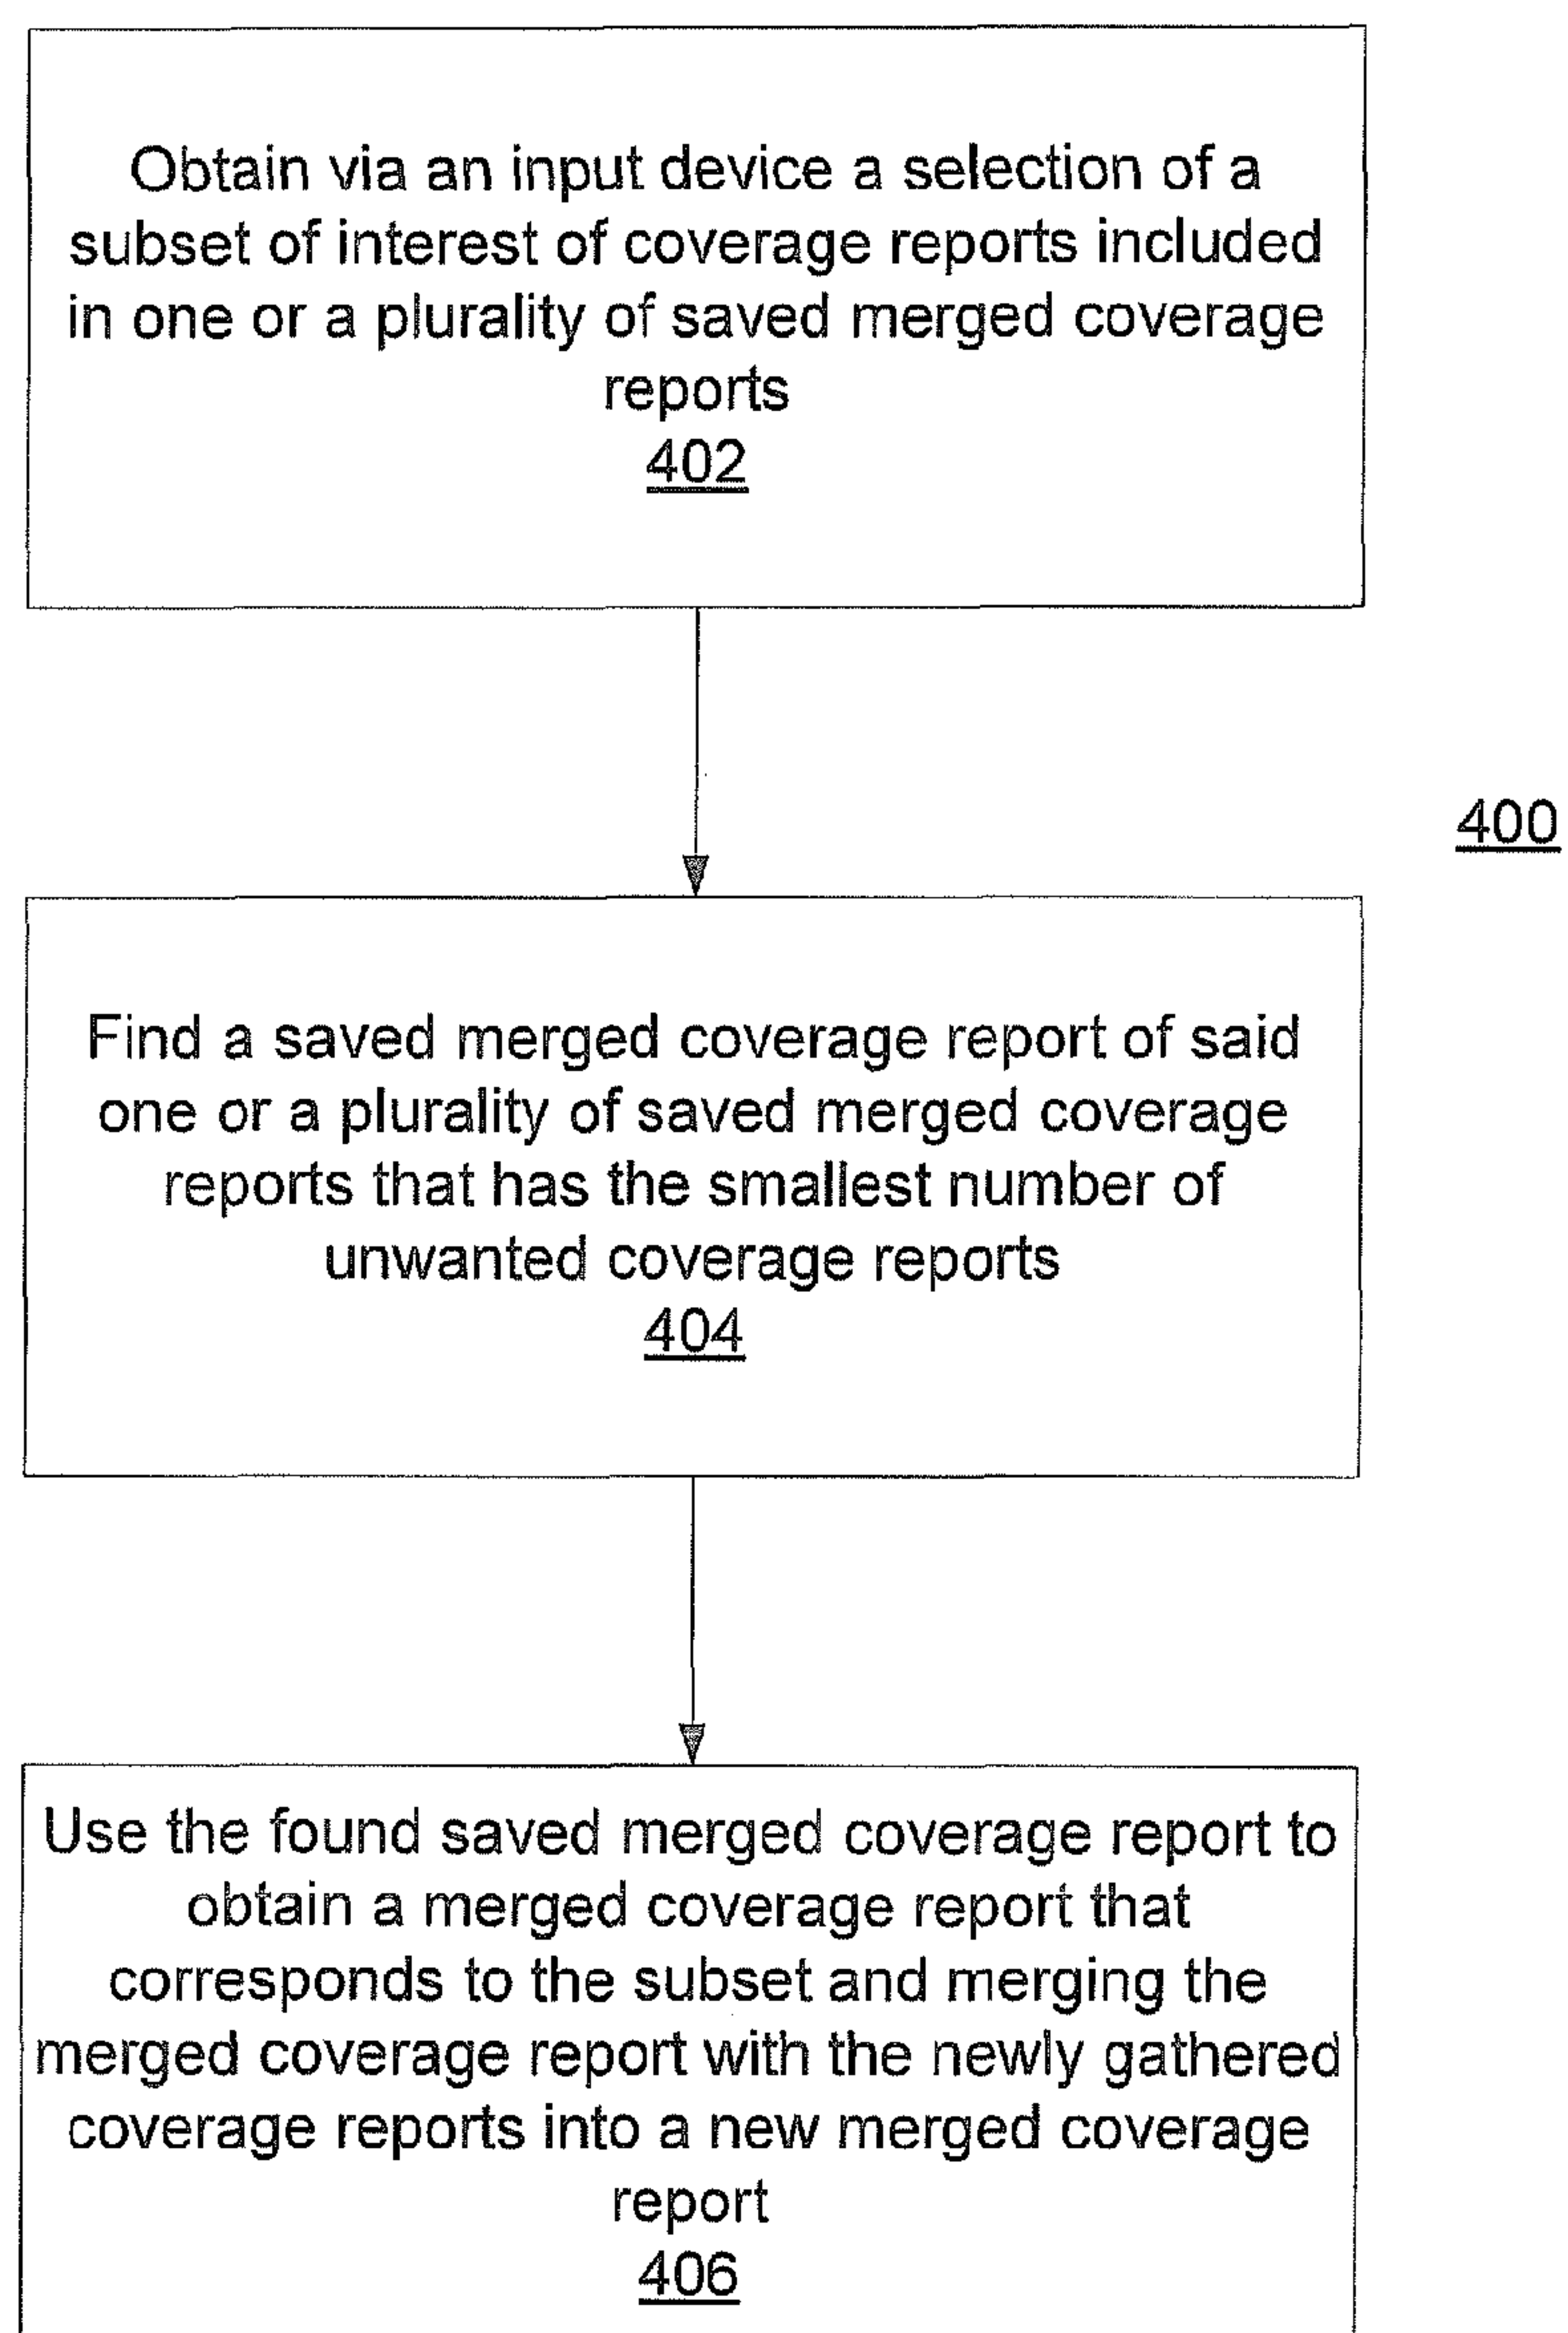 Obtain via an input device a selection of a
subset of interest of coverage reports included
in one or a plurality of saved merged coverage
reports
402
400
Find a saved merged coverage report of said
one or a plurality of saved merged coverage
reports that has the smallest number of
unwanted coverage reports
404
Use the found saved merged coverage report to
obtain a merged coverage report that
corresponds to the subset and merging the
merged coverage report with the newly gathered
coverage reports into a new merged coverage
report
406